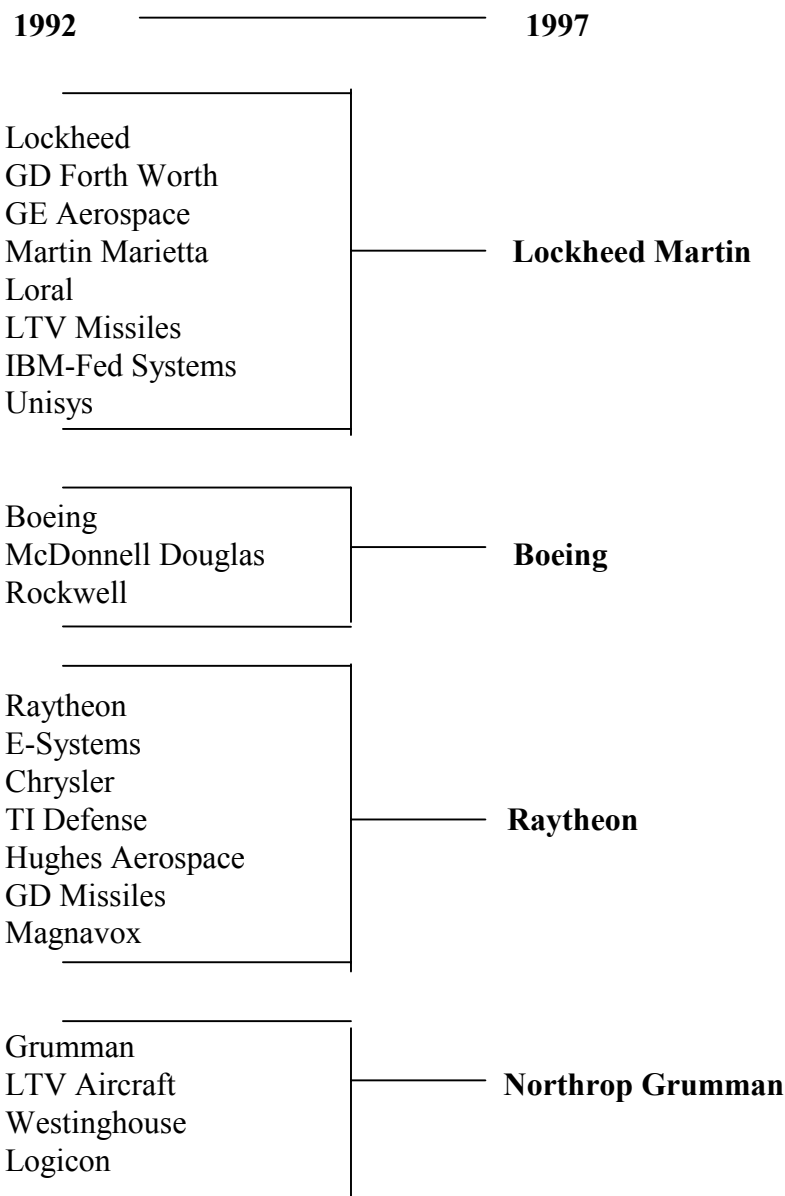 1992 1997
Lockheed
GD Forth Worth
GE Aerospace
Martin Marietta
Loral
LTV Missiles
IBM-Fed Systems
Unisys
Lockheed Martin
Boeing
McDonnell Douglas
Rockwell
Boeing
Raytheon
E-Systems
Chrysler
TI Defense
Hughes Aerospace
GD Missiles
Magnavox
Raytheon
Grumman
LTV Aircraft
Westinghouse
Logicon
Northrop Grumman